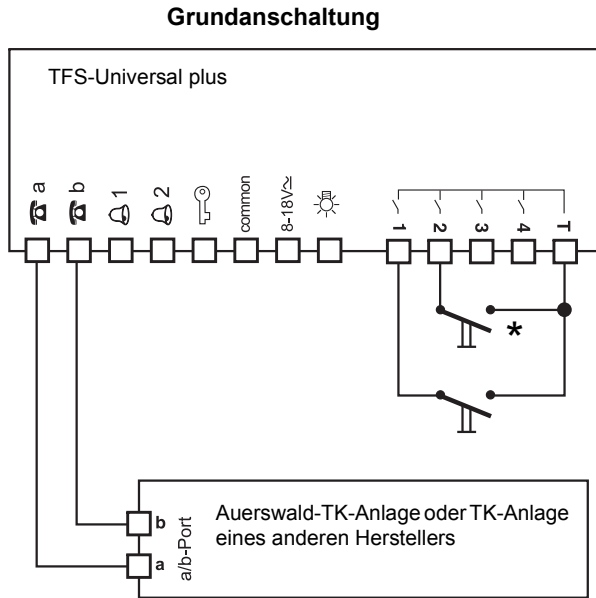 Grundanschaltung
TFS-Universal plus
a
b
1
2
common
8-18V≃
1
2
3
4
T
*
b
a
a/b-Port
Auerswald-TK-Anlage oder TK-Anlage
eines anderen Herstellers